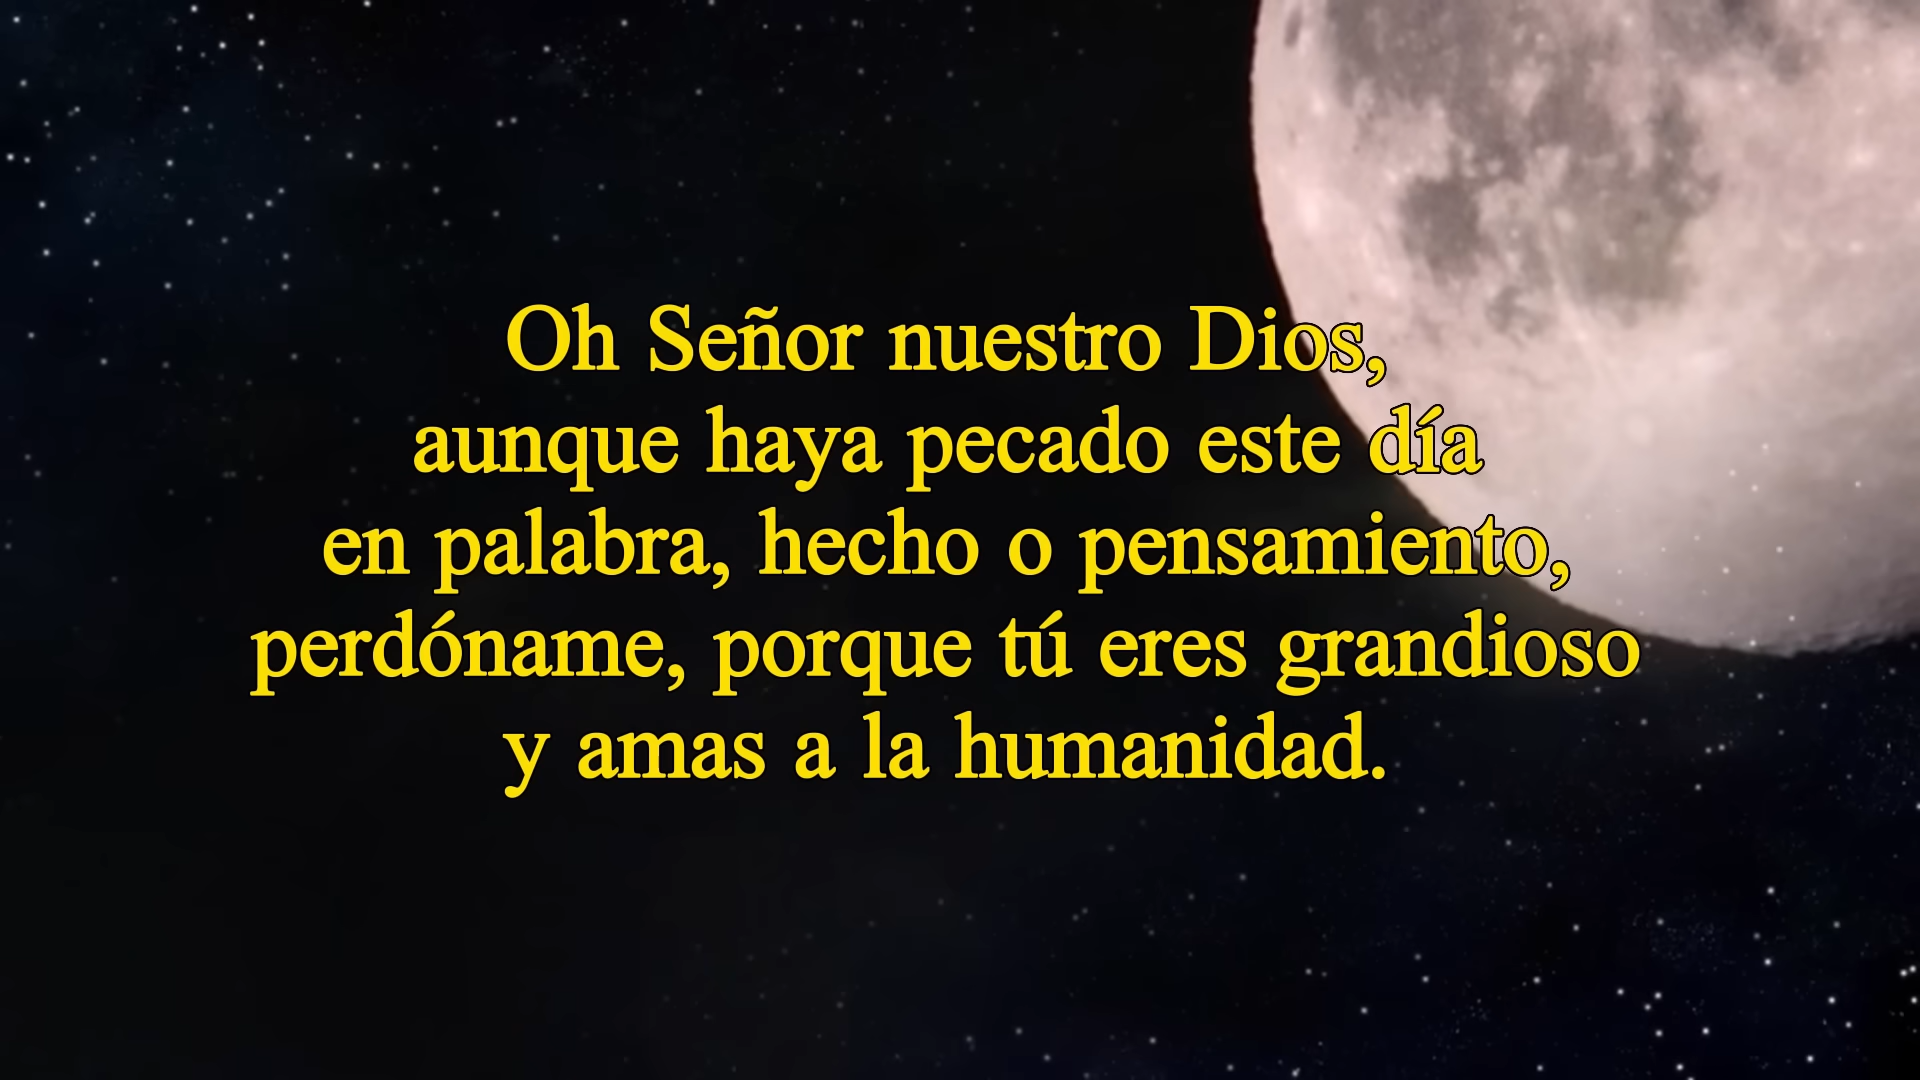 Oh Señor nuestro Dios,
aunque haya pecado este día
en palabra, hecho o pensamiento,
perdóname, porque tú eres grandioso
y amas a la humanidad.